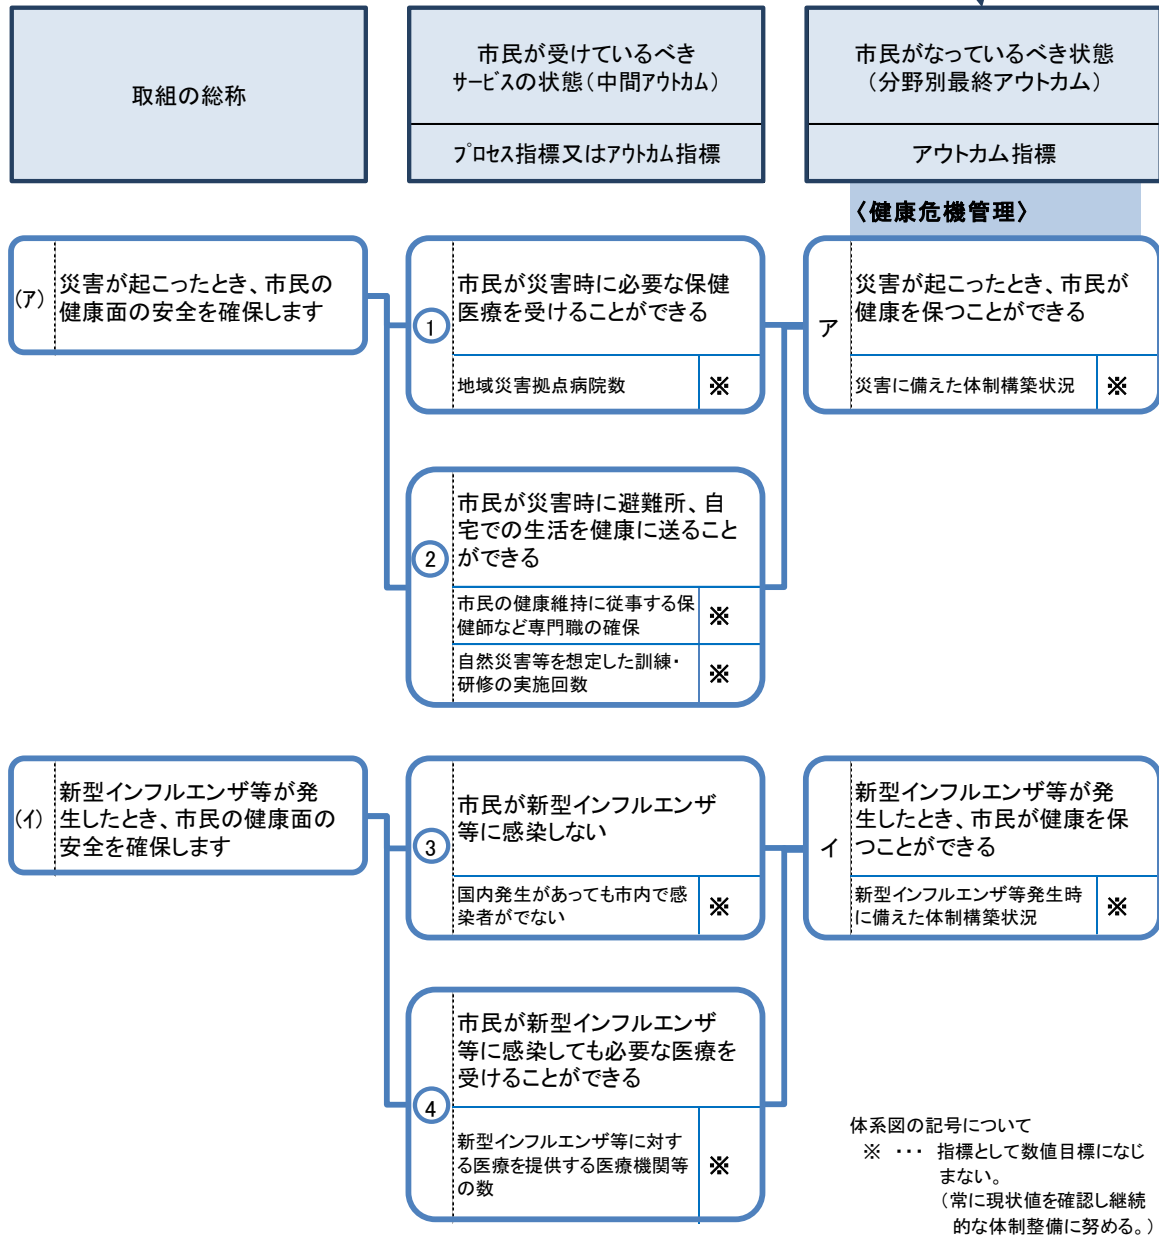 取組の総称
市民が受けているべき
サービスの状態（中間アウトカム）
プロセス指標又はアウトカム指標
市民がなっているべき状態
（分野別最終アウトカム）
アウトカム指標
〈健康危機管理〉
(ア)
災害が起こったとき、市民の
健康面の安全を確保します
1
市民が災害時に必要な保健
医療を受けることができる
地域災害拠点病院数
※
ア
災害が起こったとき、市民が
健康を保つことができる
災害に備えた体制構築状況
※
2
市民が災害時に避難所、自
宅での生活を健康に送ること
ができる
市民の健康維持に従事する保
健師など専門職の確保
※
自然災害等を想定した訓練・
研修の実施回数
※
(イ)
新型インフルエンザ等が発
生したとき、市民の健康面の
安全を確保します
3
市民が新型インフルエンザ
等に感染しない
国内発生があっても市内で感
染者がでない
※
イ
新型インフルエンザ等が発
生したとき、市民が健康を保
つことができる
新型インフルエンザ等発生時
に備えた体制構築状況
※
4
市民が新型インフルエンザ
等に感染しても必要な医療を
受けることができる
新型インフルエンザ等に対す
る医療を提供する医療機関等
の数
※
体系図の記号について
※ ･･･ 指標として数値目標になじ
まない。
（常に現状値を確認し継続
的な体制整備に努める。）